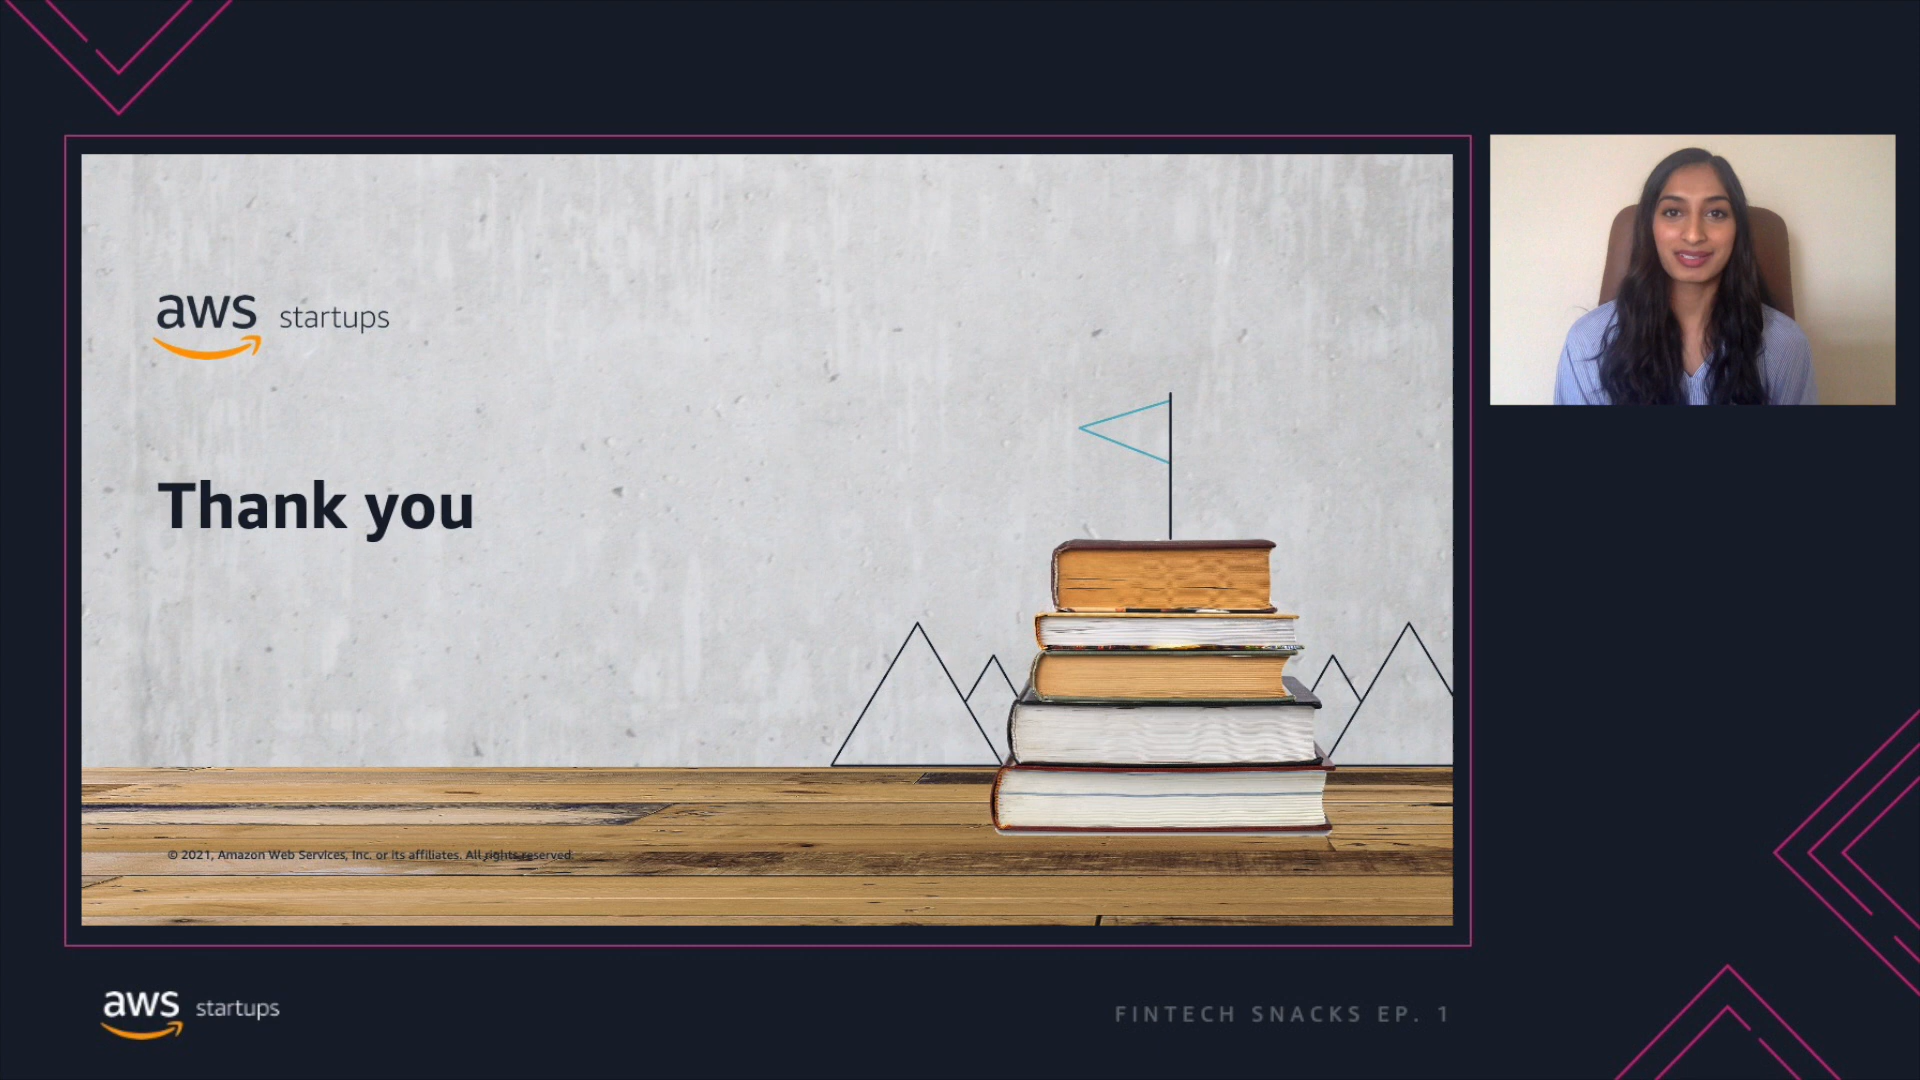 aws startups
Thank you
© 2021, Amazon Web Services, Inc. or its affiliates. All rights reserved.
aws startups
FINTECH SNACKS EP. 1